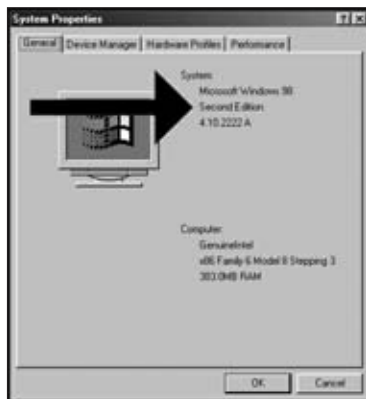 System Properties
General Device Manager Hardware Profiles Performance
System:
Microsoft Windows 98
Second Edition
4.10.2222 A
Computer:
GenuineIntel
x86 Family 6 Model 8 Stepping 3
383.0MB RAM
OK Cancel